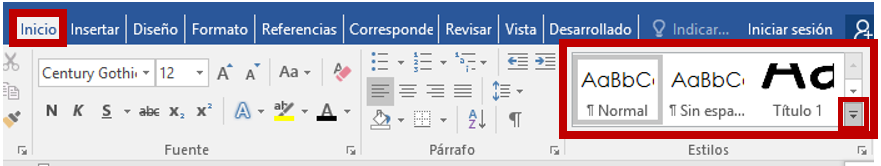 Inicio Insertar Diseño Formato Referencias Corresponde Revisar Vista Desarrollado Indicar... Iniciar sesión
Century Gothi 12 A A Aa A
AaBbC AaBbC Aa
N K S abc x₂ x² A ab A
A Z ¶
¶ Normal ¶ Sin espa... Título 1
Fuente Párrafo Estilos